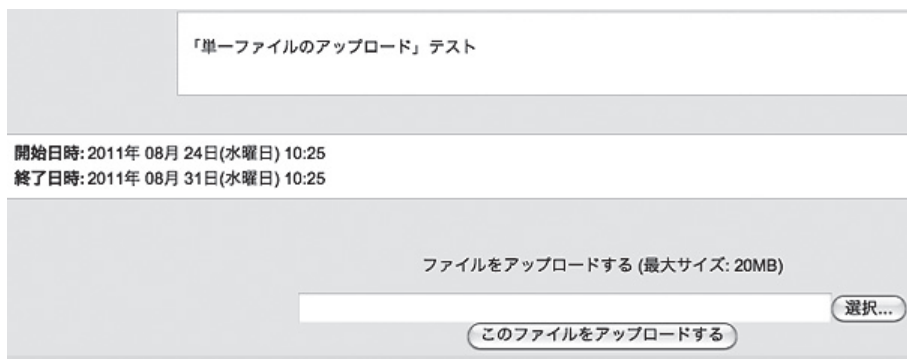 「単一ファイルのアップロード」テスト
開始日時: 2011年 08月 24日(水曜日) 10:25
終了日時: 2011年 08月 31日(水曜日) 10:25
ファイルをアップロードする (最大サイズ: 20MB)
選択...
このファイルをアップロードする